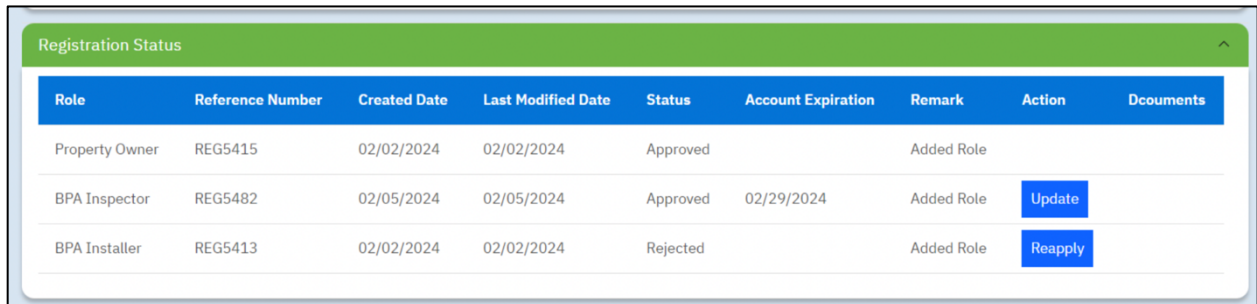 Registration Status
Role Reference Number Created Date Last Modified Date Status Account Expiration Remark Action Dcouments
Property Owner REG5415 02/02/2024 02/02/2024 Approved Added Role
BPA Inspector REG5482 02/05/2024 02/05/2024 Approved 02/29/2024 Added Role Update
BPA Installer REG5413 02/02/2024 02/02/2024 Rejected Added Role Reapply